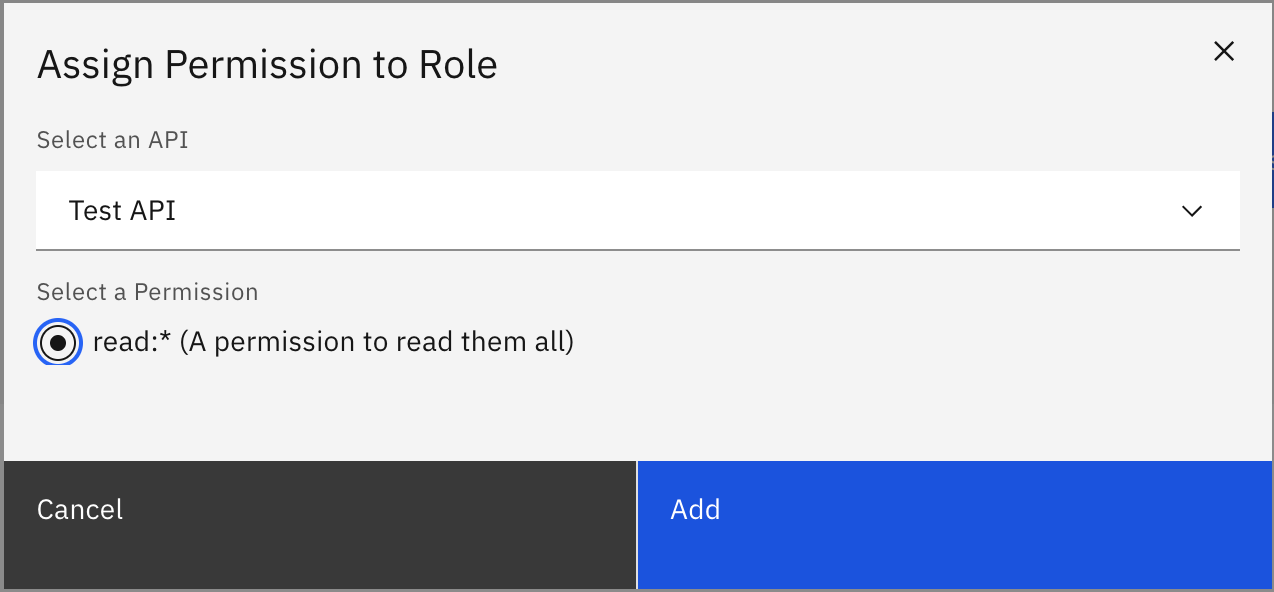 Assign Permission to Role
Select an API
Test API
Select a Permission
read:* (A permission to read them all)
Cancel
Add